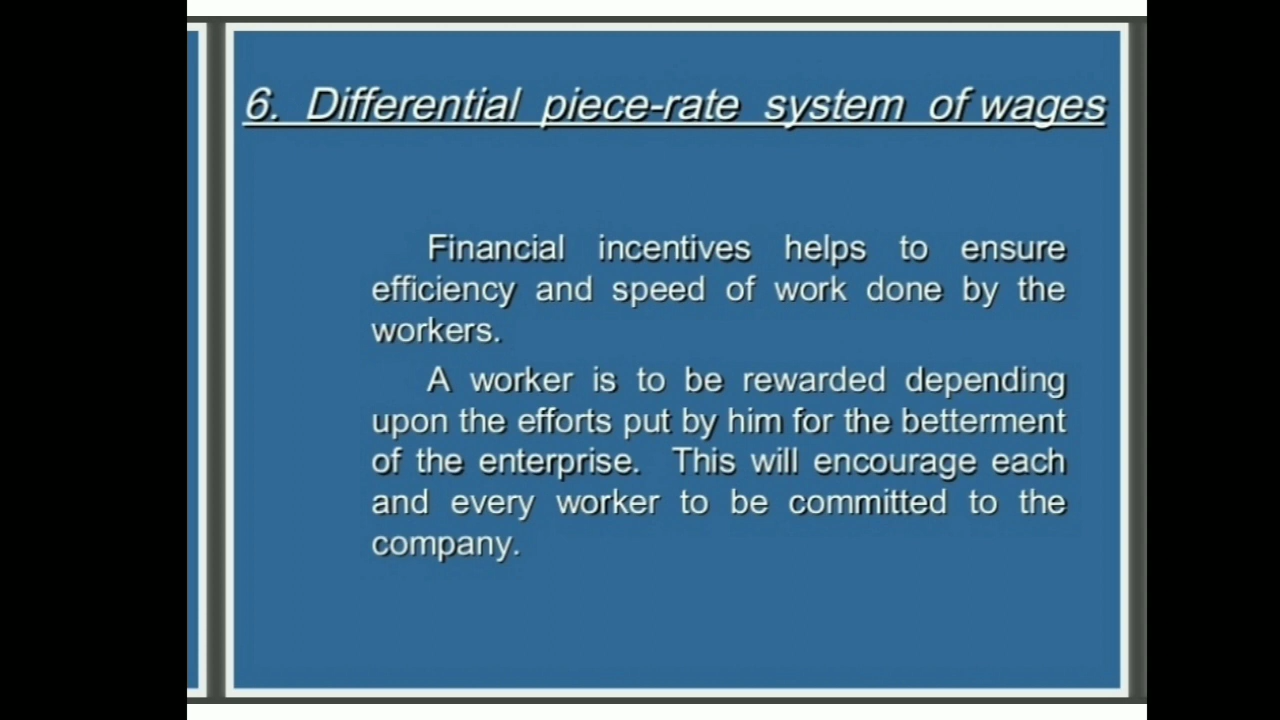 6. Differential piece-rate system of wages
Financial incentives helps to ensure
efficiency and speed of work done by the
workers.
A worker is to be rewarded depending
upon the efforts put by him for the betterment
of the enterprise. This will encourage each
and every worker to be committed to the
company.